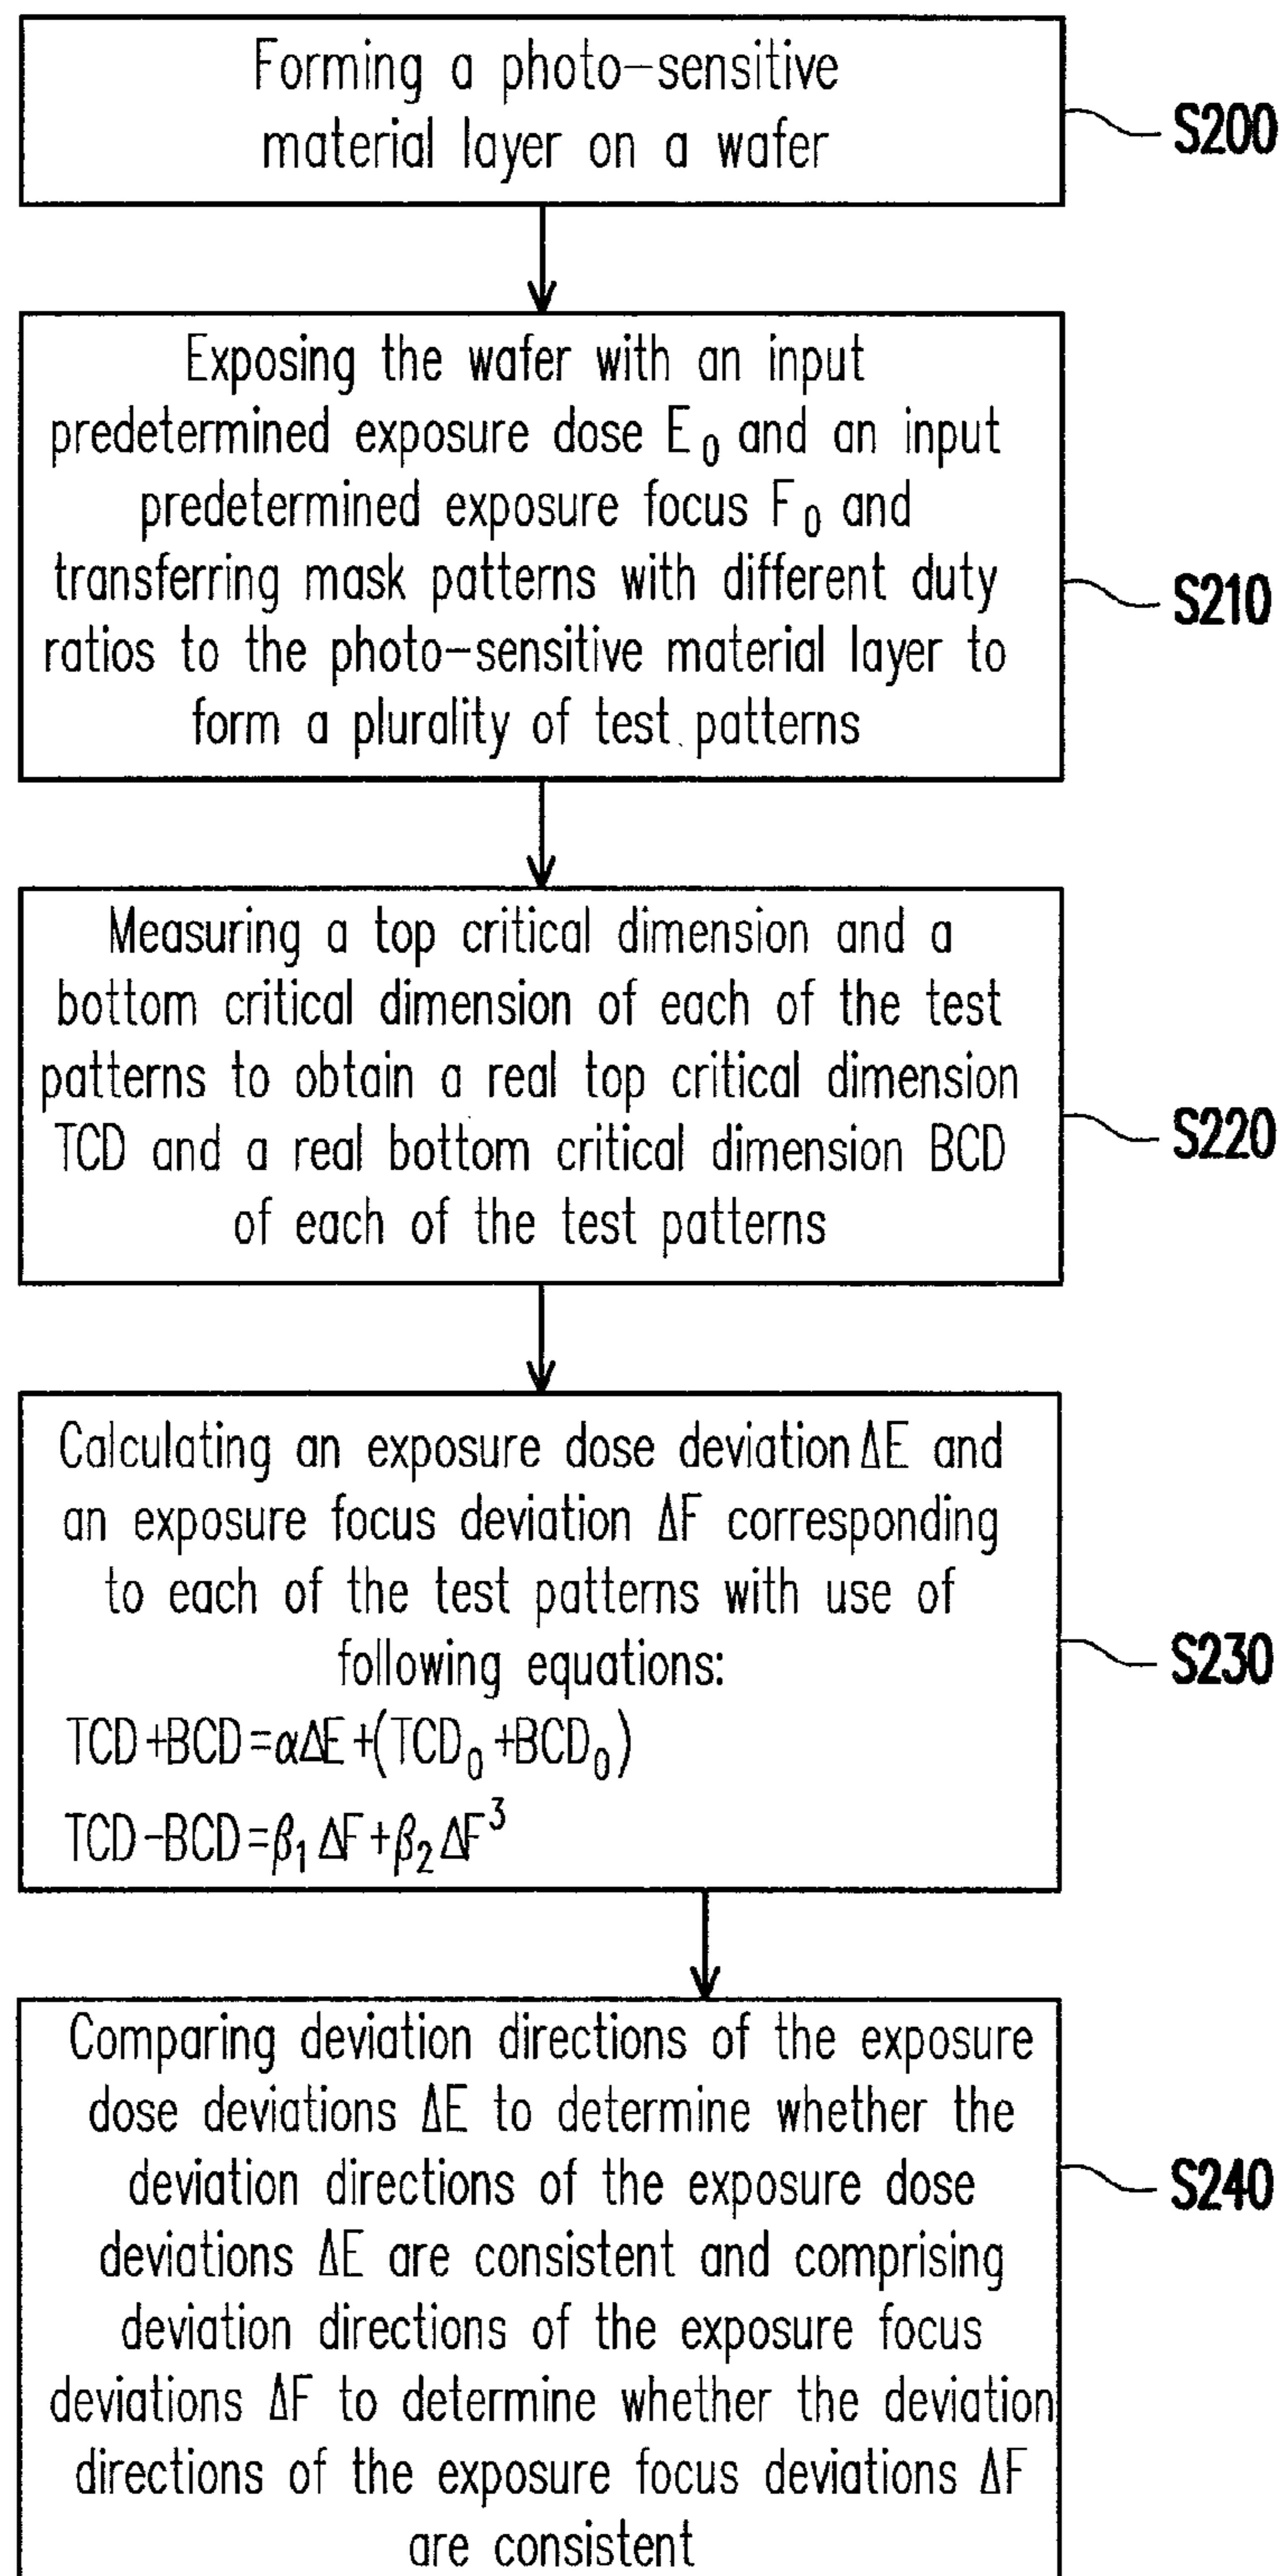 Forming a photo-sensitive
material layer on a wafer
S200
Exposing the wafer with an input
predetermined exposure dose E₀ and an input
predetermined exposure focus F₀ and
transferring mask patterns with different duty
ratios to the photo-sensitive material layer to
form a plurality of test patterns
S210
Measuring a top critical dimension and a
bottom critical dimension of each of the test
patterns to obtain a real top critical dimension
TCD and a real bottom critical dimension BCD
of each of the test patterns
S220
Calculating an exposure dose deviation ΔE and
an exposure focus deviation ΔF corresponding
to each of the test patterns with use of
following equations:
TCD+BCD=αΔE+(TCD₀+BCD₀)
TCD-BCD=β₁ΔF+β₂ΔF³
S230
Comparing deviation directions of the exposure
dose deviations ΔE to determine whether the
deviation directions of the exposure dose
deviations ΔE are consistent and comprising
deviation directions of the exposure focus
deviations ΔF to determine whether the deviation
directions of the exposure focus deviations ΔF
are consistent
S240